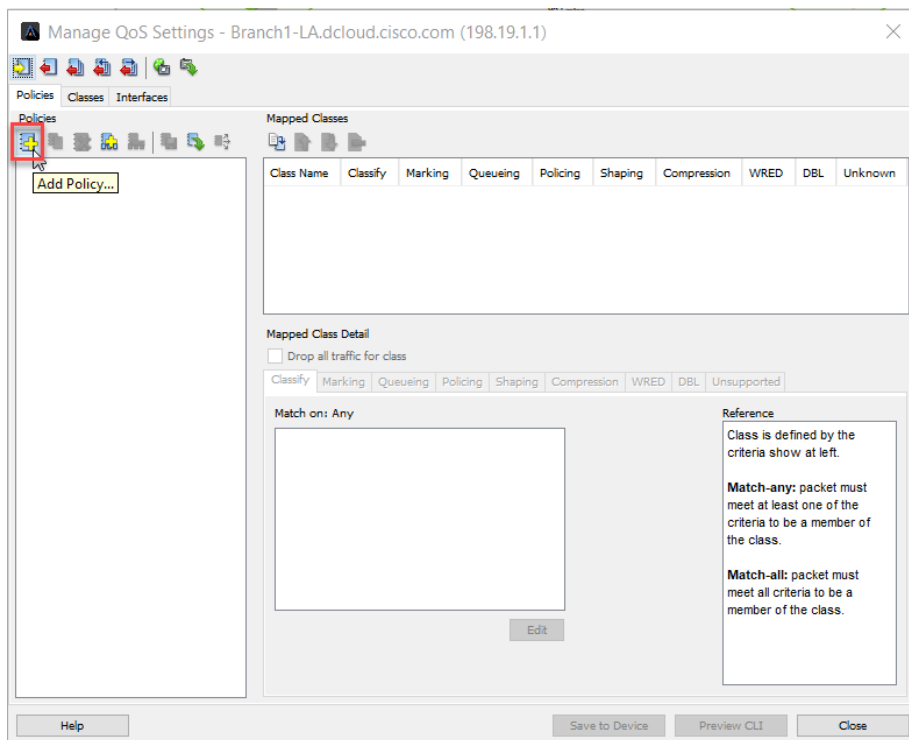 Manage QoS Settings - Branch1-LA.dcloud.cisco.com (198.19.1.1)
Policies Classes Interfaces
Policies
Add Policy...
Mapped Classes
Class Name Classify Marking Queueing Policing Shaping Compression WRED DBL Unknown
Mapped Class Detail
Drop all traffic for class
Classify Marking Queueing Policing Shaping Compression WRED DBL Unsupported
Match on: Any
Edit
Reference
Class is defined by the
criteria show at left.
Match-any: packet must
meet at least one of the
criteria to be a member of
the class.
Match-all: packet must
meet all criteria to be a
member of the class.
Help Save to Device Preview CLI Close